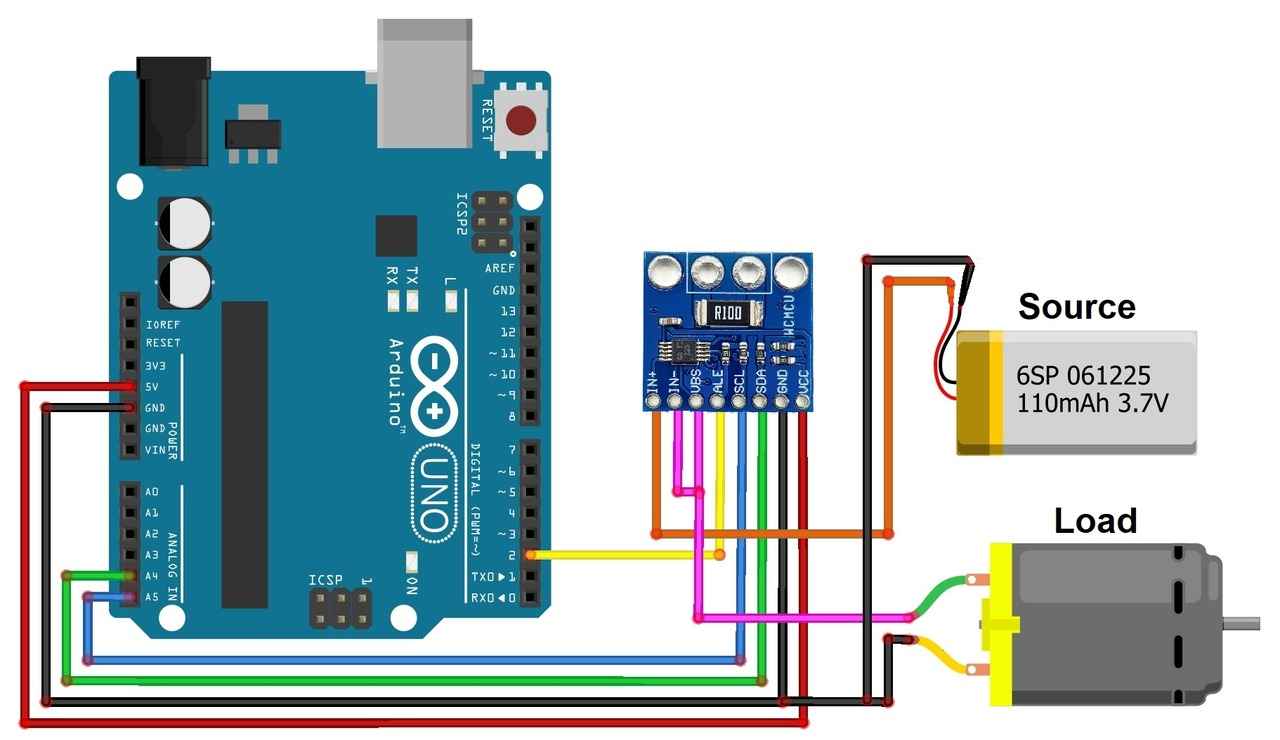 RESET
ICSP2
AREF
GND
13
12
~11
~10
~9
8
7
~6
~5
4
~3
2
TX0▶1
RX0◀0
DIGITAL (PWM=~)
RX
TX
L
Arduino™
UNO
ON
ICSP
1
IOREF
RESET
3V3
5V
GND
GND
VIN
POWER
A0
A1
A2
A3
A4
A5
ANALOG IN
R100
WCMCU
IN+
IN-
VBS
ALE
SCL
SDA
GND
VCC
Source
6SP 061225
110mAh 3.7V
Load